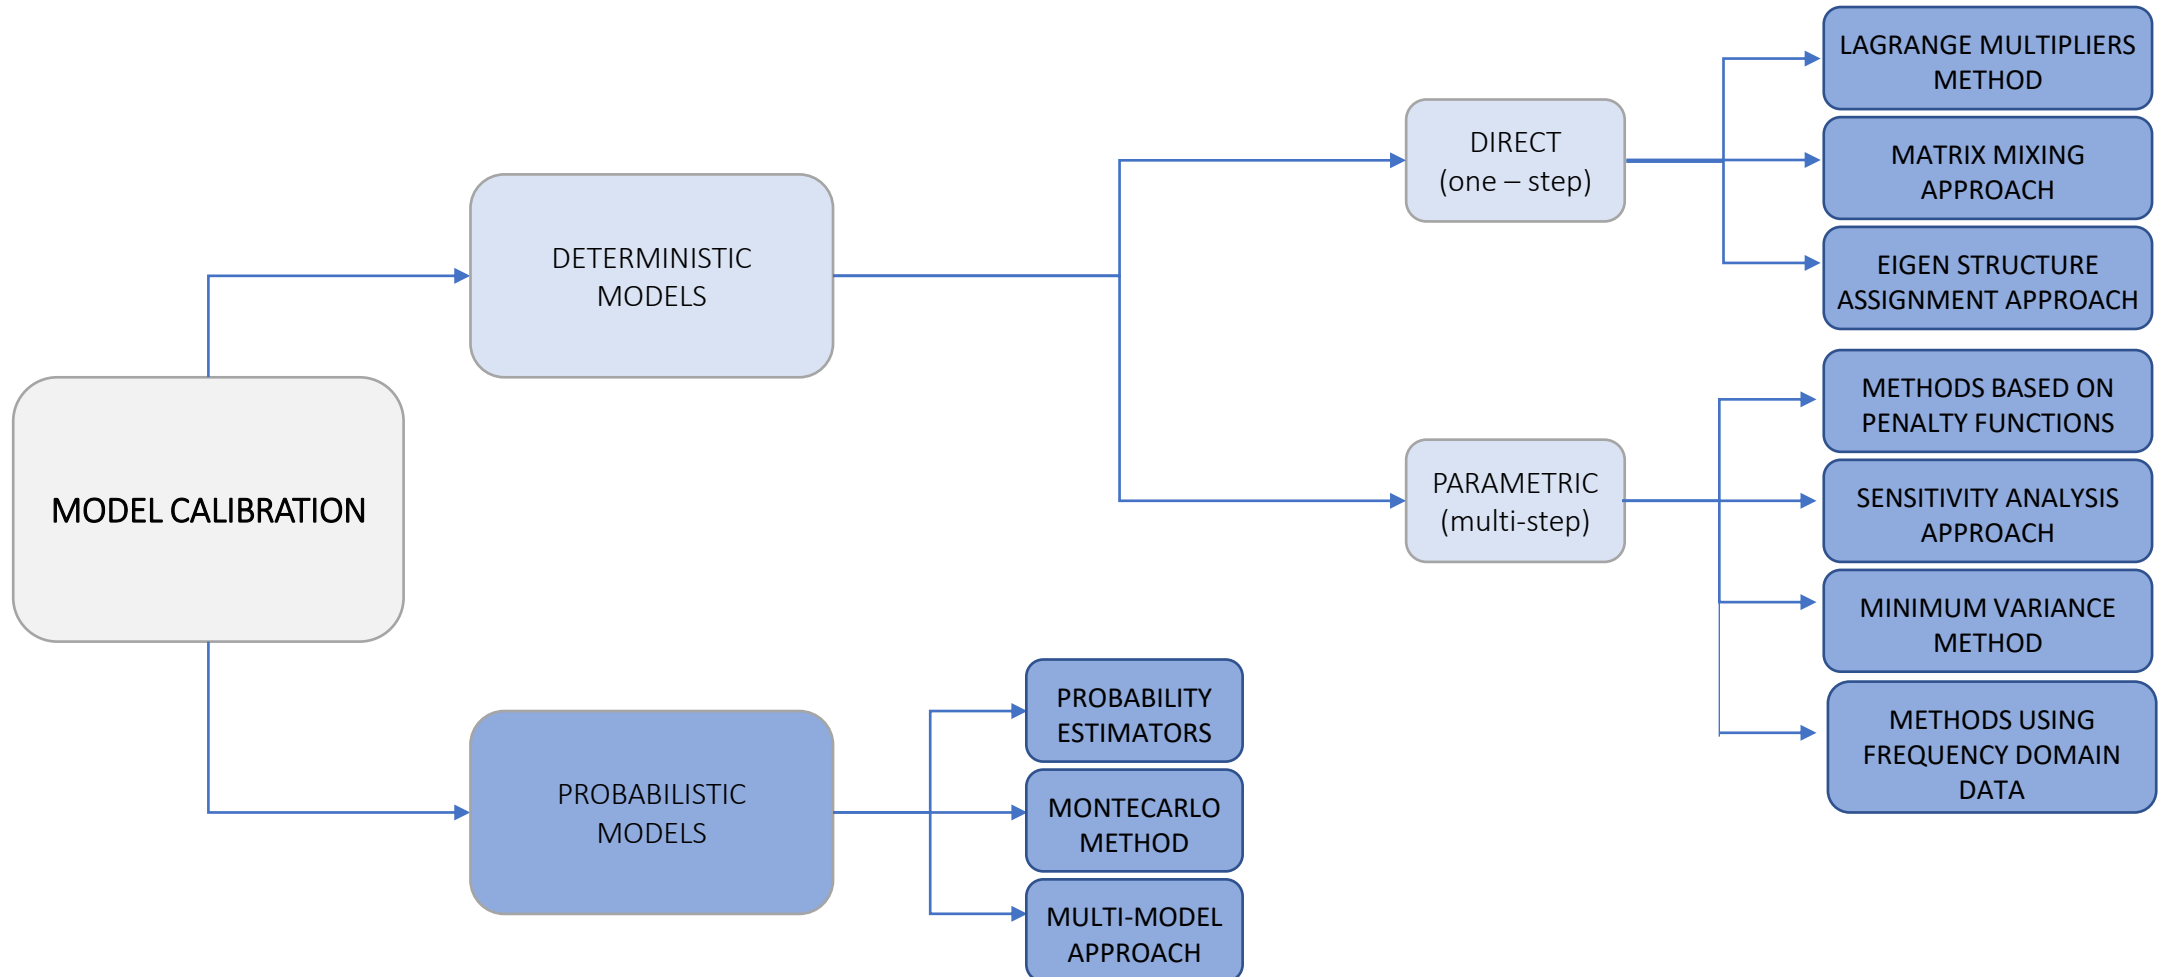 MODEL CALIBRATION
DETERMINISTIC
MODELS
DIRECT
(one – step)
LAGRANGE MULTIPLIERS
METHOD
MATRIX MIXING
APPROACH
EIGEN STRUCTURE
ASSIGNMENT APPROACH
PARAMETRIC
(multi-step)
METHODS BASED ON
PENALTY FUNCTIONS
SENSITIVITY ANALYSIS
APPROACH
MINIMUM VARIANCE
METHOD
METHODS USING
FREQUENCY DOMAIN
DATA
PROBABILISTIC
MODELS
PROBABILITY
ESTIMATORS
MONTECARLO
METHOD
MULTI-MODEL
APPROACH